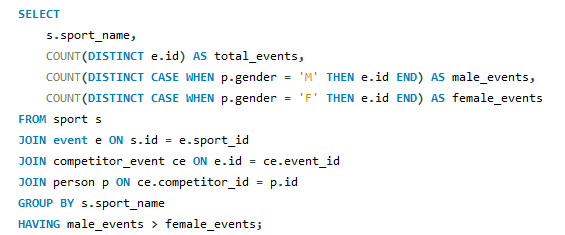 SELECT
    s.sport_name,
    COUNT(DISTINCT e.id) AS total_events,
    COUNT(DISTINCT CASE WHEN p.gender = 'M' THEN e.id END) AS male_events,
    COUNT(DISTINCT CASE WHEN p.gender = 'F' THEN e.id END) AS female_events
FROM sport s
JOIN event e ON s.id = e.sport_id
JOIN competitor_event ce ON e.id = ce.event_id
JOIN person p ON ce.competitor_id = p.id
GROUP BY s.sport_name
HAVING male_events > female_events;